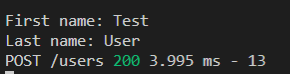 First name: Test
Last name: User
POST /users 200 3.995 ms - 13